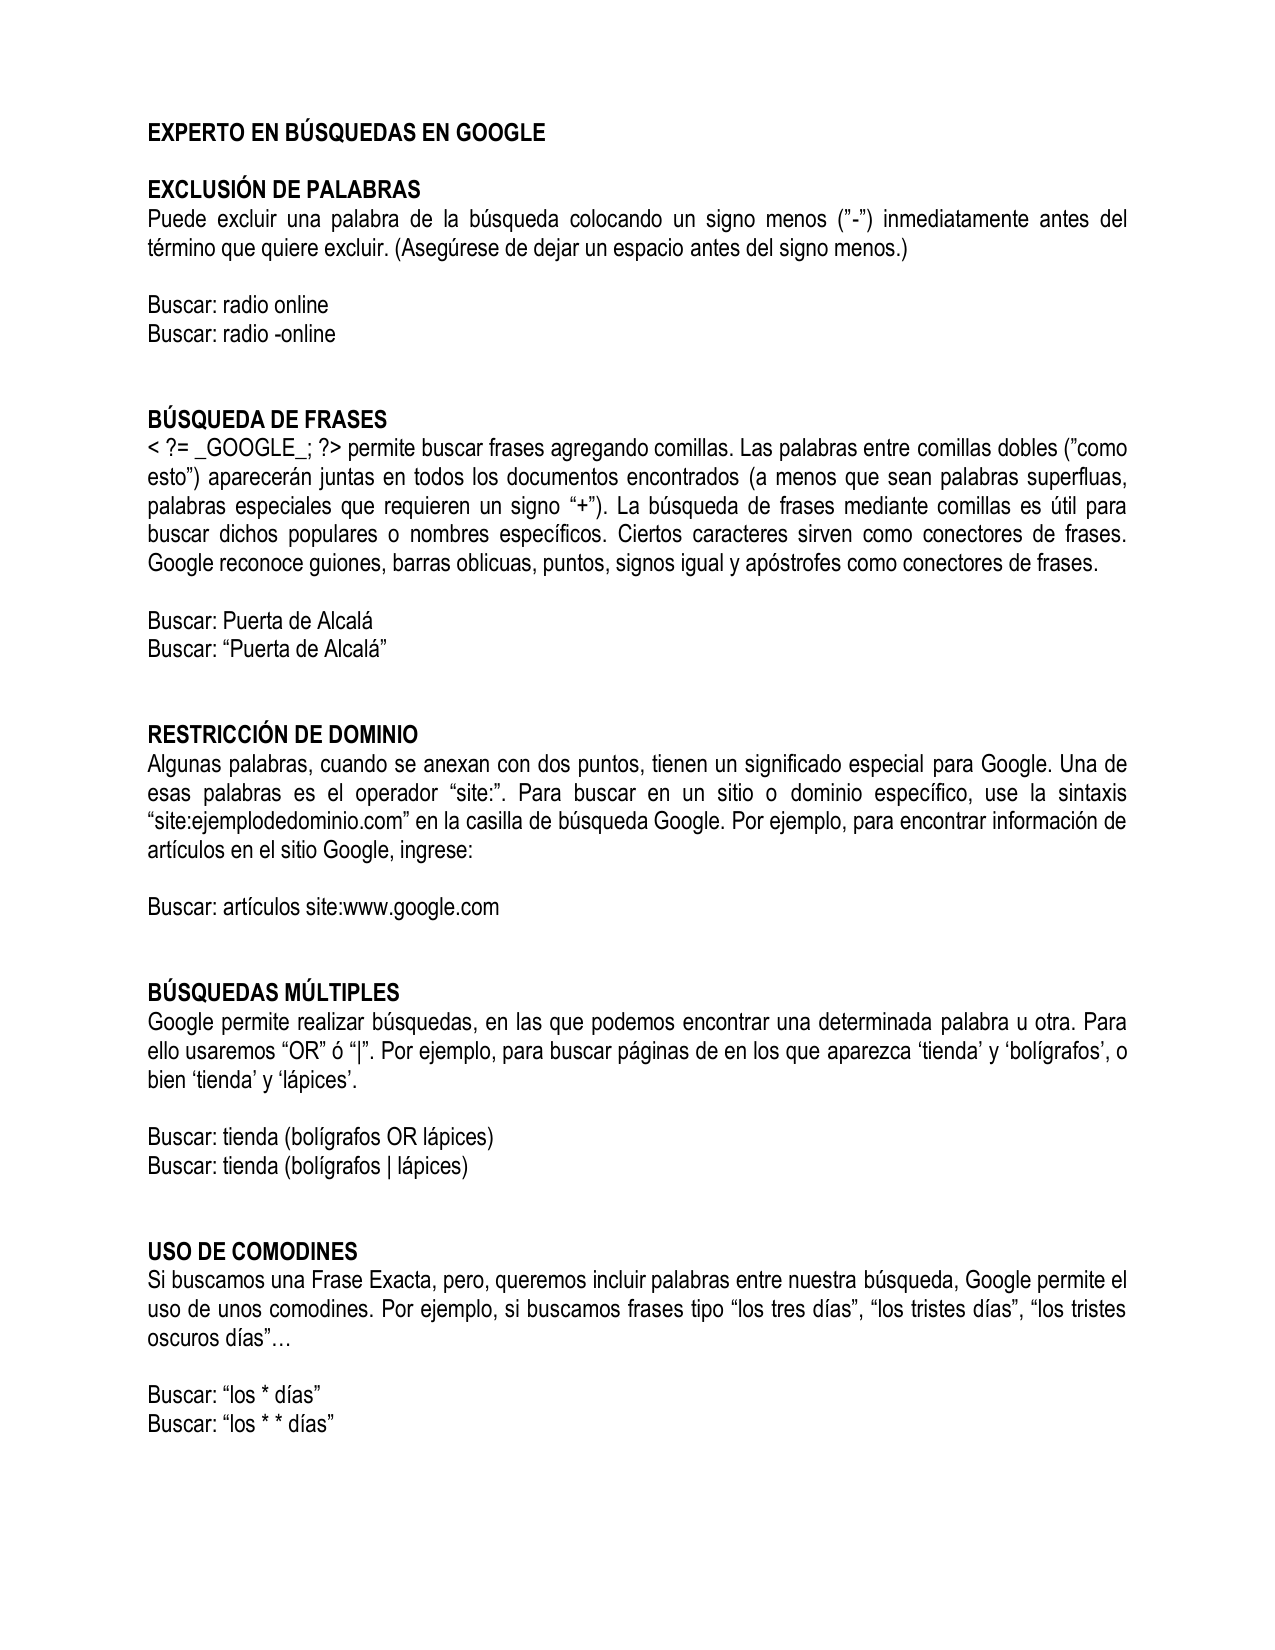 EXPERTO EN BÚSQUEDAS EN GOOGLE
EXCLUSIÓN DE PALABRAS
Puede excluir una palabra de la búsqueda colocando un signo menos (”-”) inmediatamente antes del
término que quiere excluir. (Asegúrese de dejar un espacio antes del signo menos.)
Buscar: radio online
Buscar: radio -online
BÚSQUEDA DE FRASES
< ?= _GOOGLE_; ?> permite buscar frases agregando comillas. Las palabras entre comillas dobles (”como
esto”) aparecerán juntas en todos los documentos encontrados (a menos que sean palabras superfluas,
palabras especiales que requieren un signo “+”). La búsqueda de frases mediante comillas es útil para
buscar dichos populares o nombres específicos. Ciertos caracteres sirven como conectores de frases.
Google reconoce guiones, barras oblicuas, puntos, signos igual y apóstrofes como conectores de frases.
Buscar: Puerta de Alcalá
Buscar: “Puerta de Alcalá”
RESTRICCIÓN DE DOMINIO
Algunas palabras, cuando se anexan con dos puntos, tienen un significado especial para Google. Una de
esas palabras es el operador “site:”. Para buscar en un sitio o dominio específico, use la sintaxis
“site:ejemplodedominio.com” en la casilla de búsqueda Google. Por ejemplo, para encontrar información de
artículos en el sitio Google, ingrese:
Buscar: artículos site:www.google.com
BÚSQUEDAS MÚLTIPLES
Google permite realizar búsquedas, en las que podemos encontrar una determinada palabra u otra. Para
ello usaremos “OR” ó “|”. Por ejemplo, para buscar páginas de en los que aparezca ‘tienda’ y ‘bolígrafos’, o
bien ‘tienda’ y ‘lápices’.
Buscar: tienda (bolígrafos OR lápices)
Buscar: tienda (bolígrafos | lápices)
USO DE COMODINES
Si buscamos una Frase Exacta, pero, queremos incluir palabras entre nuestra búsqueda, Google permite el
uso de unos comodines. Por ejemplo, si buscamos frases tipo “los tres días”, “los tristes días”, “los tristes
oscuros días”…
Buscar: “los * días”
Buscar: “los * * días”